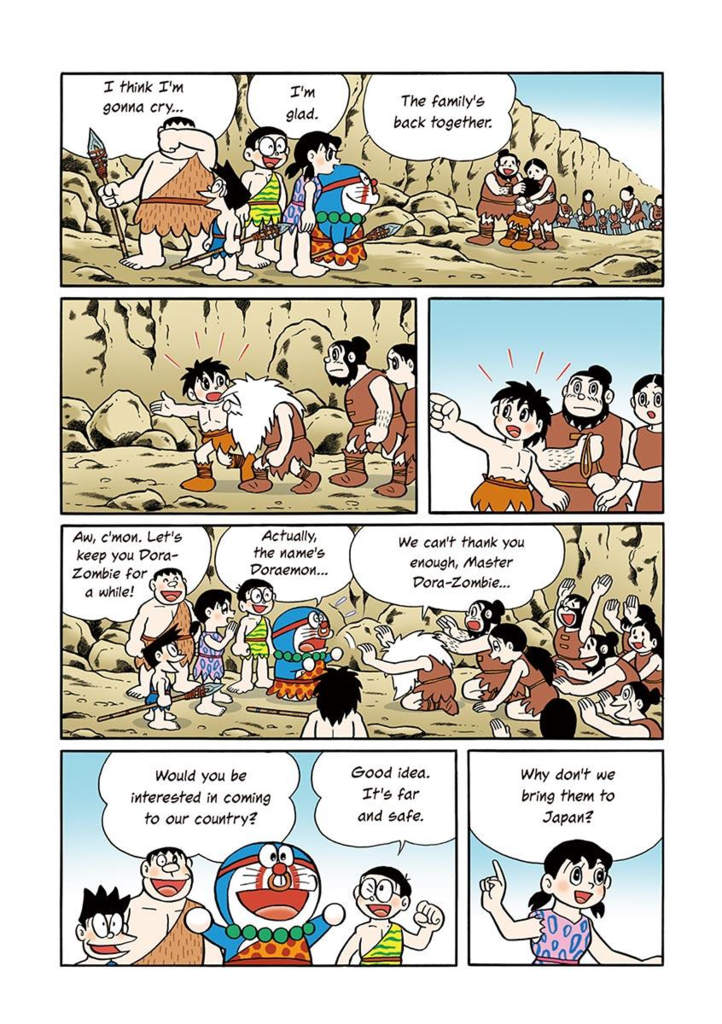 The family's
back together.
I'm
glad.
I think I'm
gonna cry...
We can't thank you
enough, Master
Dora-Zombie...
Actually,
the name's
Doraemon...
Aw, c'mon. Let's
keep you Dora-
Zombie for
a while!
Why don't we
bring them to
Japan?
Good idea.
It's far
and safe.
Would you be
interested in coming
to our country?